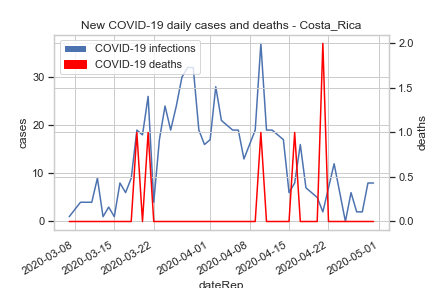 New COVID-19 daily cases and deaths - Costa_Rica
COVID-19 infections
COVID-19 deaths
cases
30
20
10
0
deaths
2.0
1.5
1.0
0.5
0.0
2020-03-08
2020-03-15
2020-03-22
2020-04-01
2020-04-08
2020-04-15
2020-04-22
2020-05-01
dateRep